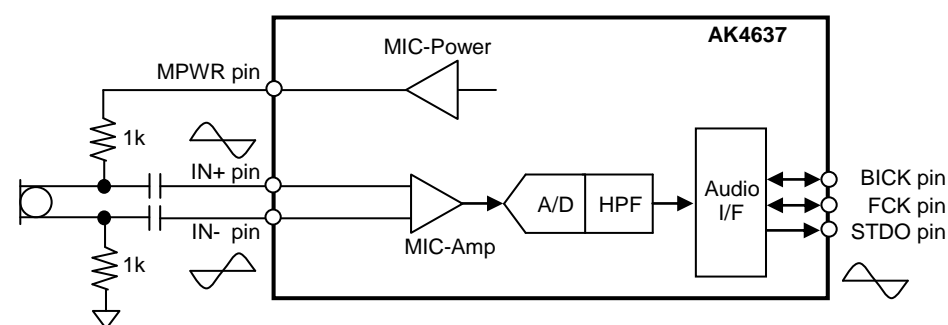 AK4637
MIC-Power
MPWR pin
1k
IN+ pin
IN- pin
1k
MIC-Amp
A/D
HPF
Audio
I/F
BICK pin
FCK pin
STDO pin